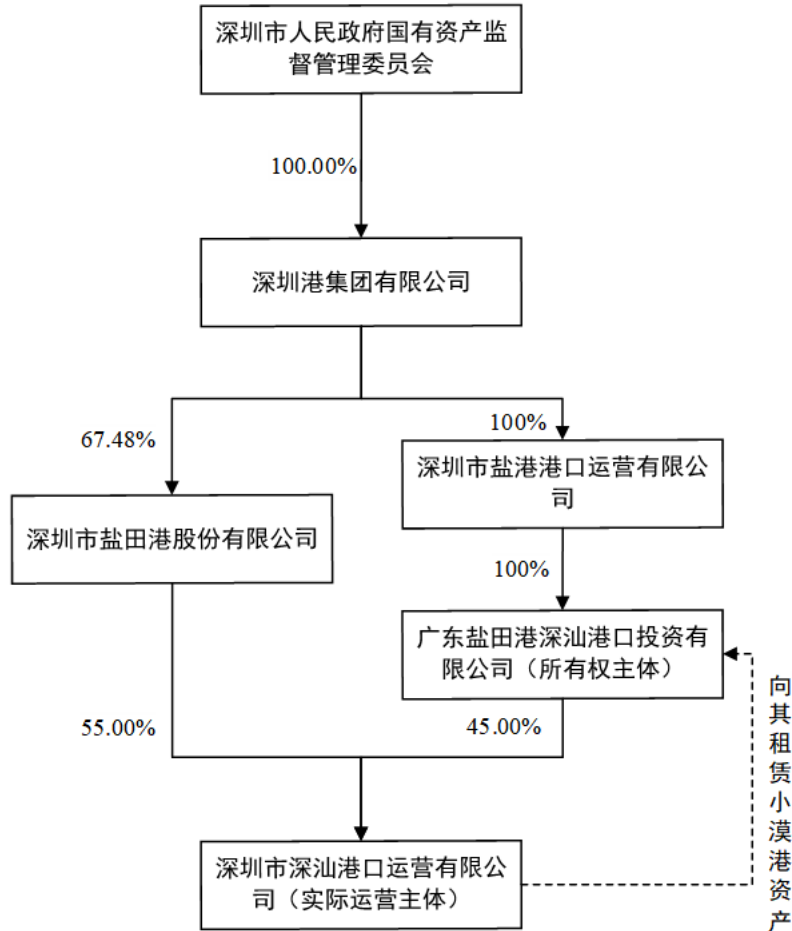 深圳市人民政府国有资产监
督管理委员会
100.00%
深圳港集团有限公司
67.48%
100%
深圳市盐港港口运营有限公
司
深圳市盐田港股份有限公司
100%
广东盐田港深汕港口投资有
限公司（所有权主体）
55.00%
45.00%
向其租赁小漠港资产
深圳市深汕港口运营有限公
司（实际运营主体）